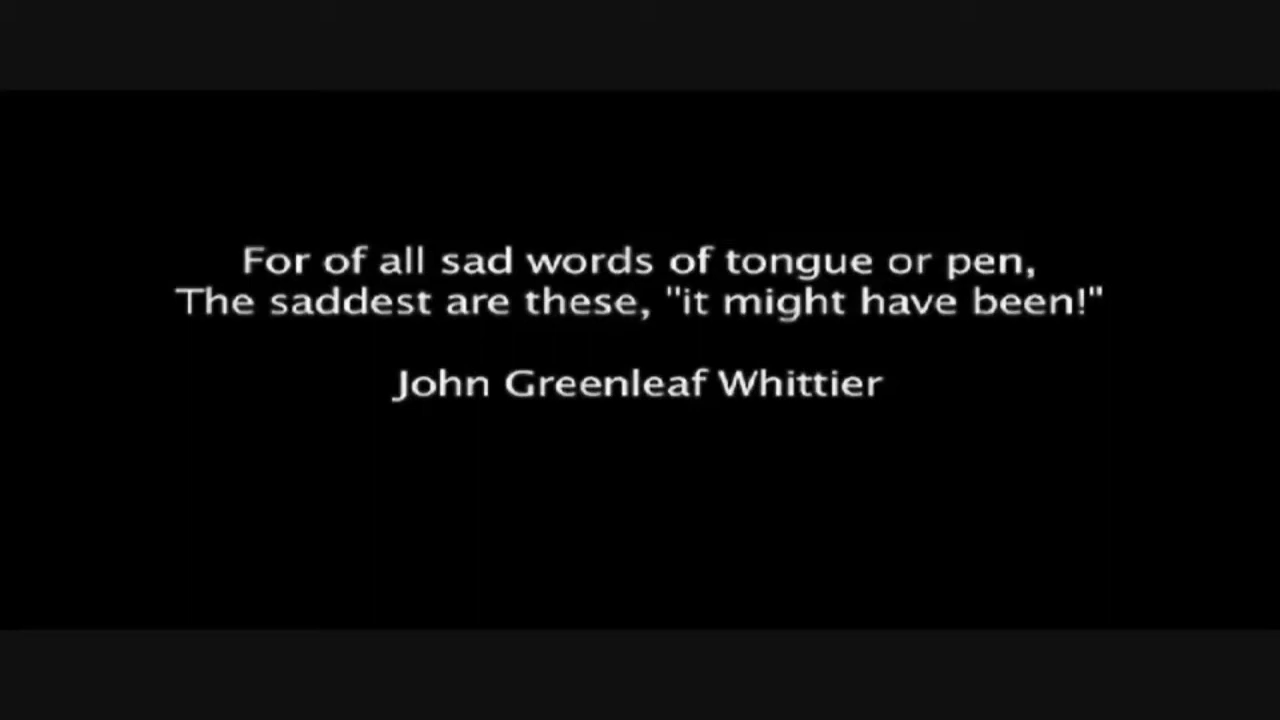 For of all sad words of tongue or pen,
The saddest are these, "it might have been!"
John Greenleaf Whittier